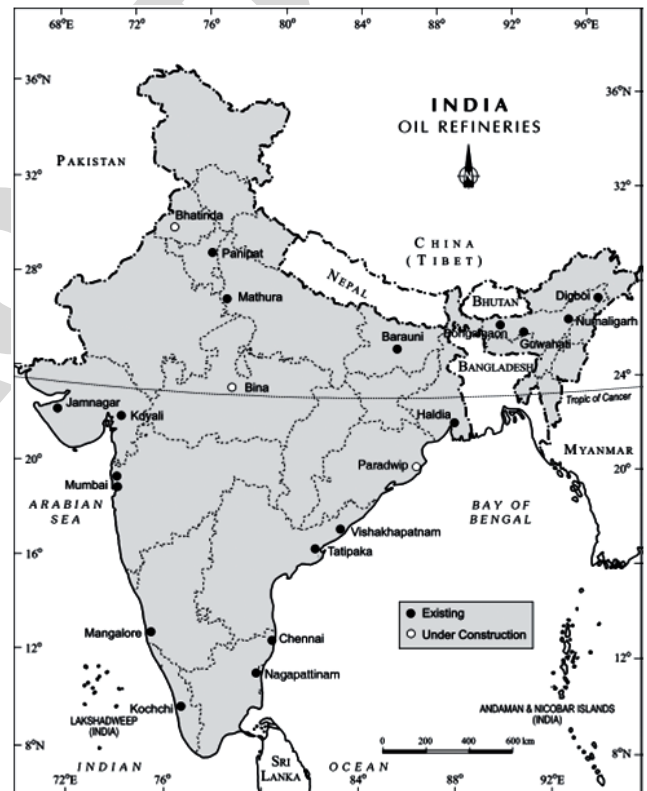 68°E 72° 76° 80° 84° 88° 92° 96°E
36°N
36°N
INDIA
OIL REFINERIES
N
PAKISTAN
32°
32°
Bhatinda
CHINA
(TIBET)
Panipat
28°
28°
NEPAL
Mathura
BHUTAN
Digboi
Numaligarh
Bongaigaon
Gowahati
Barauni
BANGLADESH
24°
24°
Bina
Tropic of Cancer
Jamnagar
Koyali
Haldia
MYANMAR
20°
20°
Paradwip
Mumbai
ARABIAN
SEA
BAY OF
BENGAL
Vishakhapatnam
Tatipaka
16°
16°
Existing
Under Construction
Mangalore
Chennai
12°
12°
Nagapattinam
Kochchi
LAKSHADWEEP
(INDIA)
ANDAMAN & NICOBAR ISLANDS
(INDIA)
0 200 400 600 km
8°N
8°N
SRI
LANKA
INDIAN OCEAN
72°E 76° 84° 88° 92°E